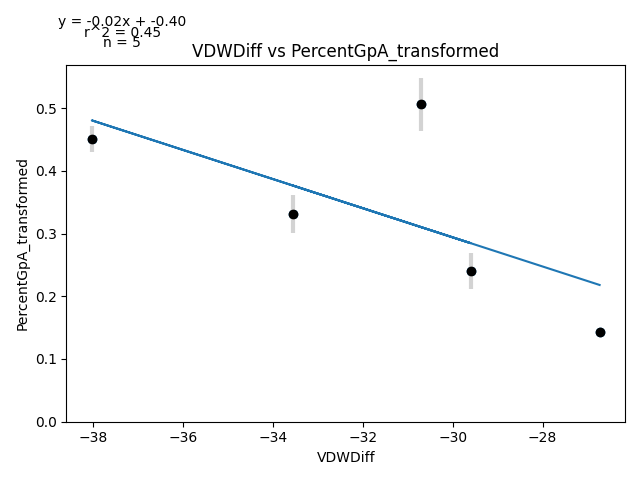 y = -0.02x + -0.40
r^2 = 0.45
n = 5
VDWDiff vs PercentGpA_transformed
PercentGpA_transformed
0.5
0.4
0.3
0.2
0.1
0.0
−38 −36 −34 −32 −30 −28
VDWDiff